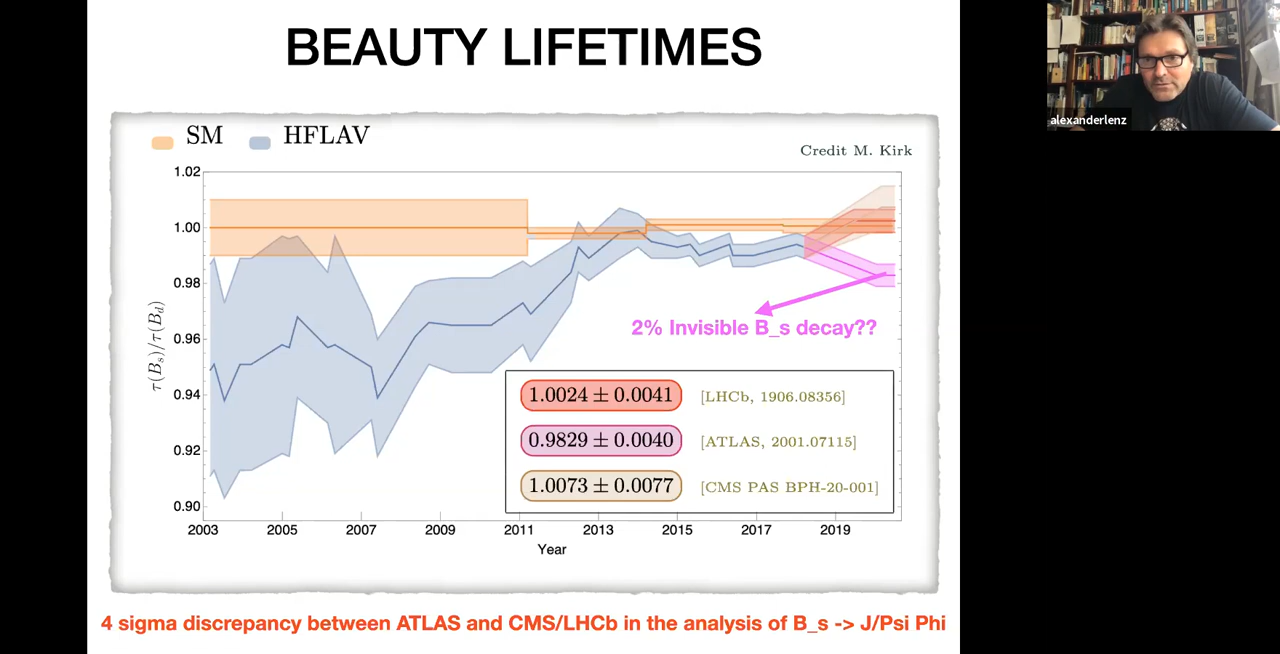 BEAUTY LIFETIMES
alexanderlenz
SM HFLAV
Credit M. Kirk
1.02
1.00
0.98
0.96
0.94
0.92
0.90
τ(B_s)/τ(B_d)
2% Invisible B_s decay??
1.0024 ± 0.0041 [LHCb, 1906.08356]
0.9829 ± 0.0040 [ATLAS, 2001.07115]
1.0073 ± 0.0077 [CMS PAS BPH-20-001]
2003 2005 2007 2009 2011 2013 2015 2017 2019
Year
4 sigma discrepancy between ATLAS and CMS/LHCb in the analysis of B_s -> J/Psi Phi